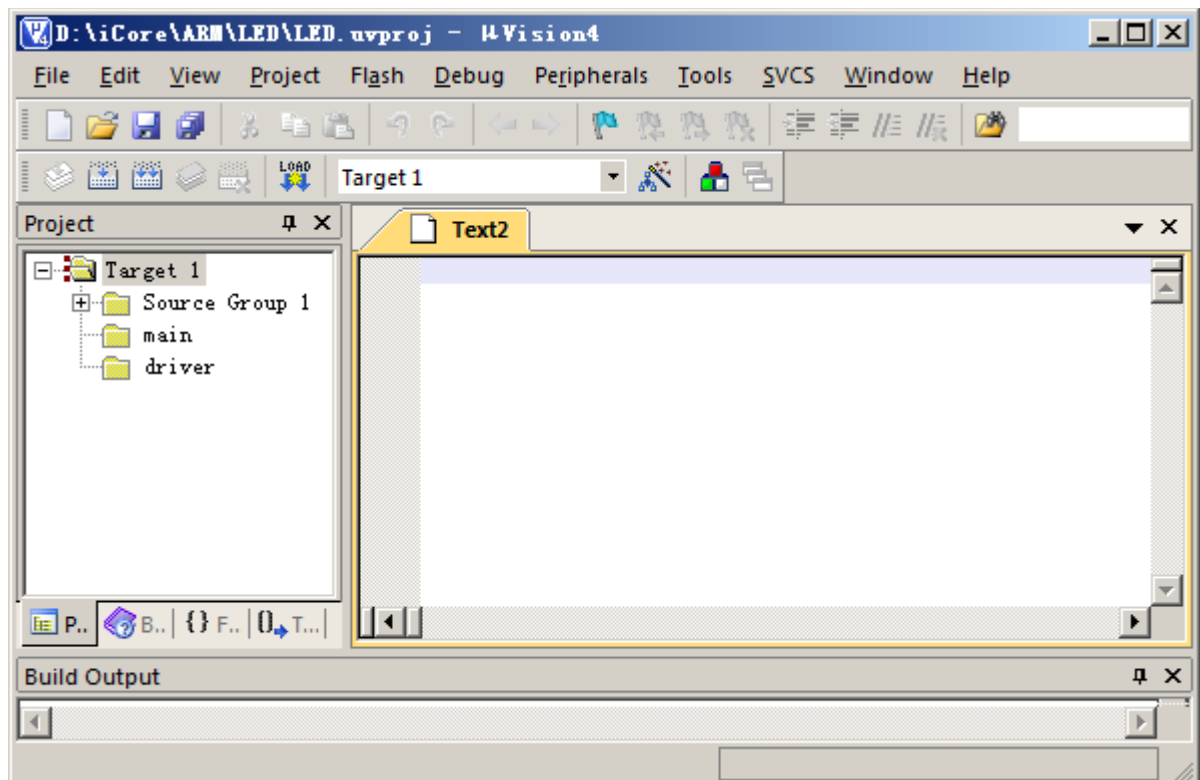 D:\iCore\ARM\LED\LED.uvproj - µVision4
File Edit View Project Flash Debug Peripherals Tools SVCS Window Help
LOAD Target 1
Project
Text2
Target 1
Source Group 1
main
driver
P.. B.. {} F.. 0 T...
Build Output